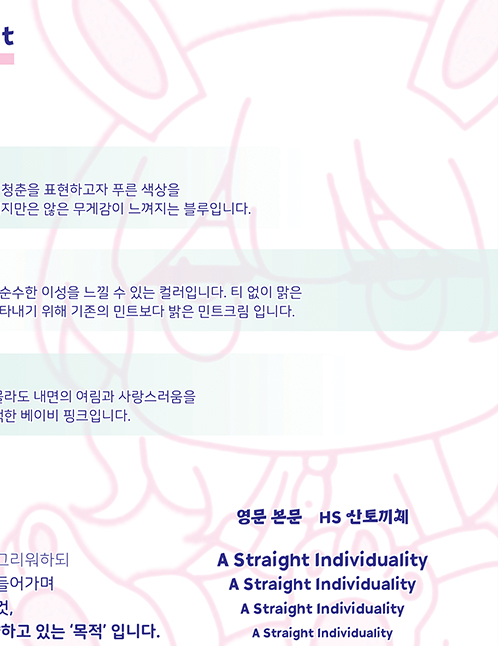 t
청춘을 표현하고자 푸른 색상을
지만은 않은 무게감이 느껴지는 블루입니다.
순수한 이성을 느낄 수 있는 컬러입니다. 티 없이 맑은
타내기 위해 기존의 민트보다 밝은 민트크림 입니다.
몰라도 내면의 여림과 사랑스러움을
한 베이비 핑크입니다.
영문 본문 HS 산토끼체
그리워하되
들어가며
것,
하고 있는 ‘목적’ 입니다.
A Straight Individuality
A Straight Individuality
A Straight Individuality
A Straight Individuality